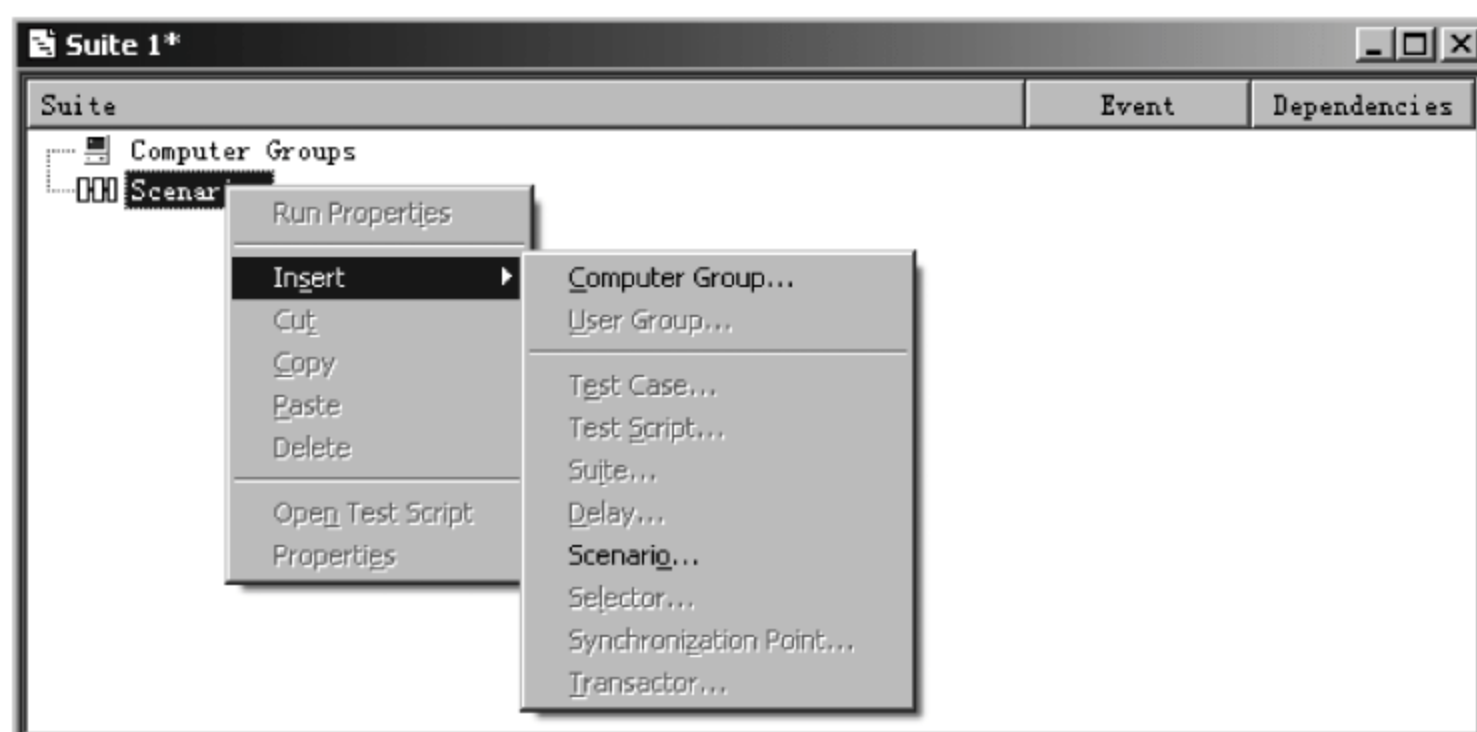 Suite 1*
Suite Event Dependencies
Computer Groups
Scenar
Run Properties
Insert
Cut
Copy
Paste
Delete
Open Test Script
Properties
Computer Group...
User Group...
Test Case...
Test Script...
Suite...
Delay...
Scenario...
Selector...
Synchronization Point...
Transactor...